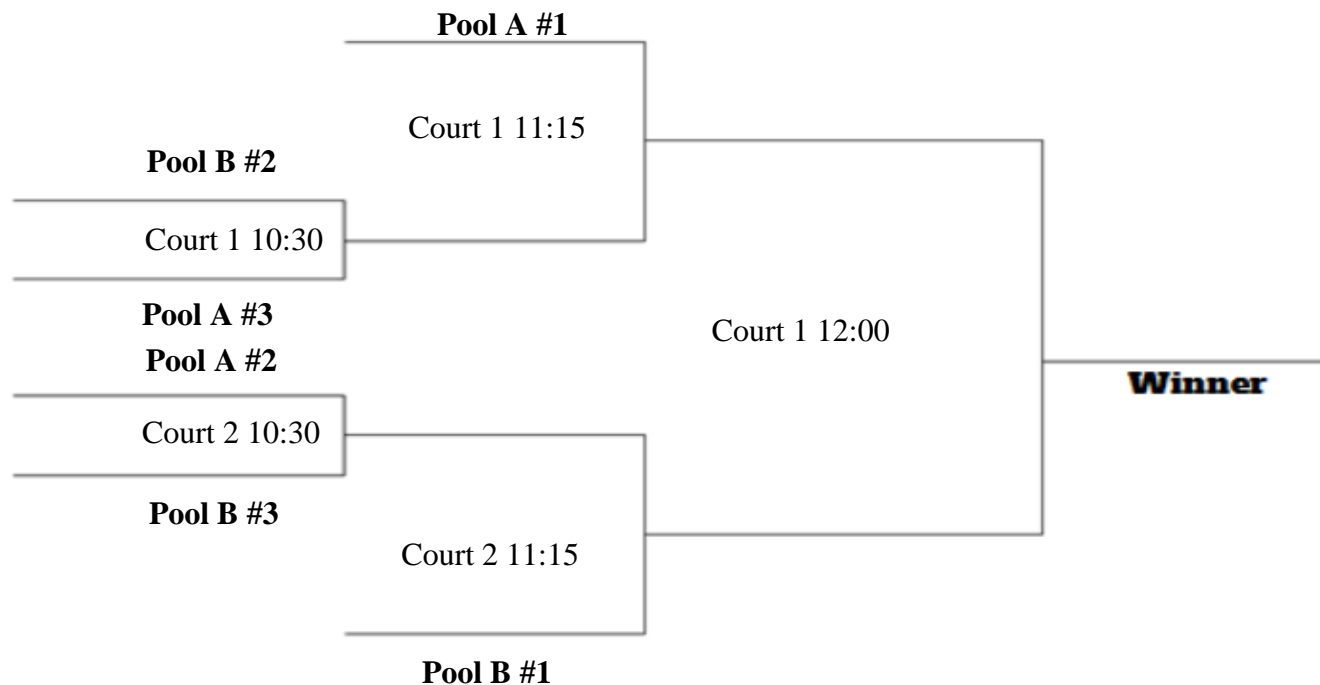 Pool A #1
Court 1 11:15
Pool B #2
Court 1 10:30
Pool A #3
Court 1 12:00
Pool A #2
Winner
Court 2 10:30
Pool B #3
Court 2 11:15
Pool B #1